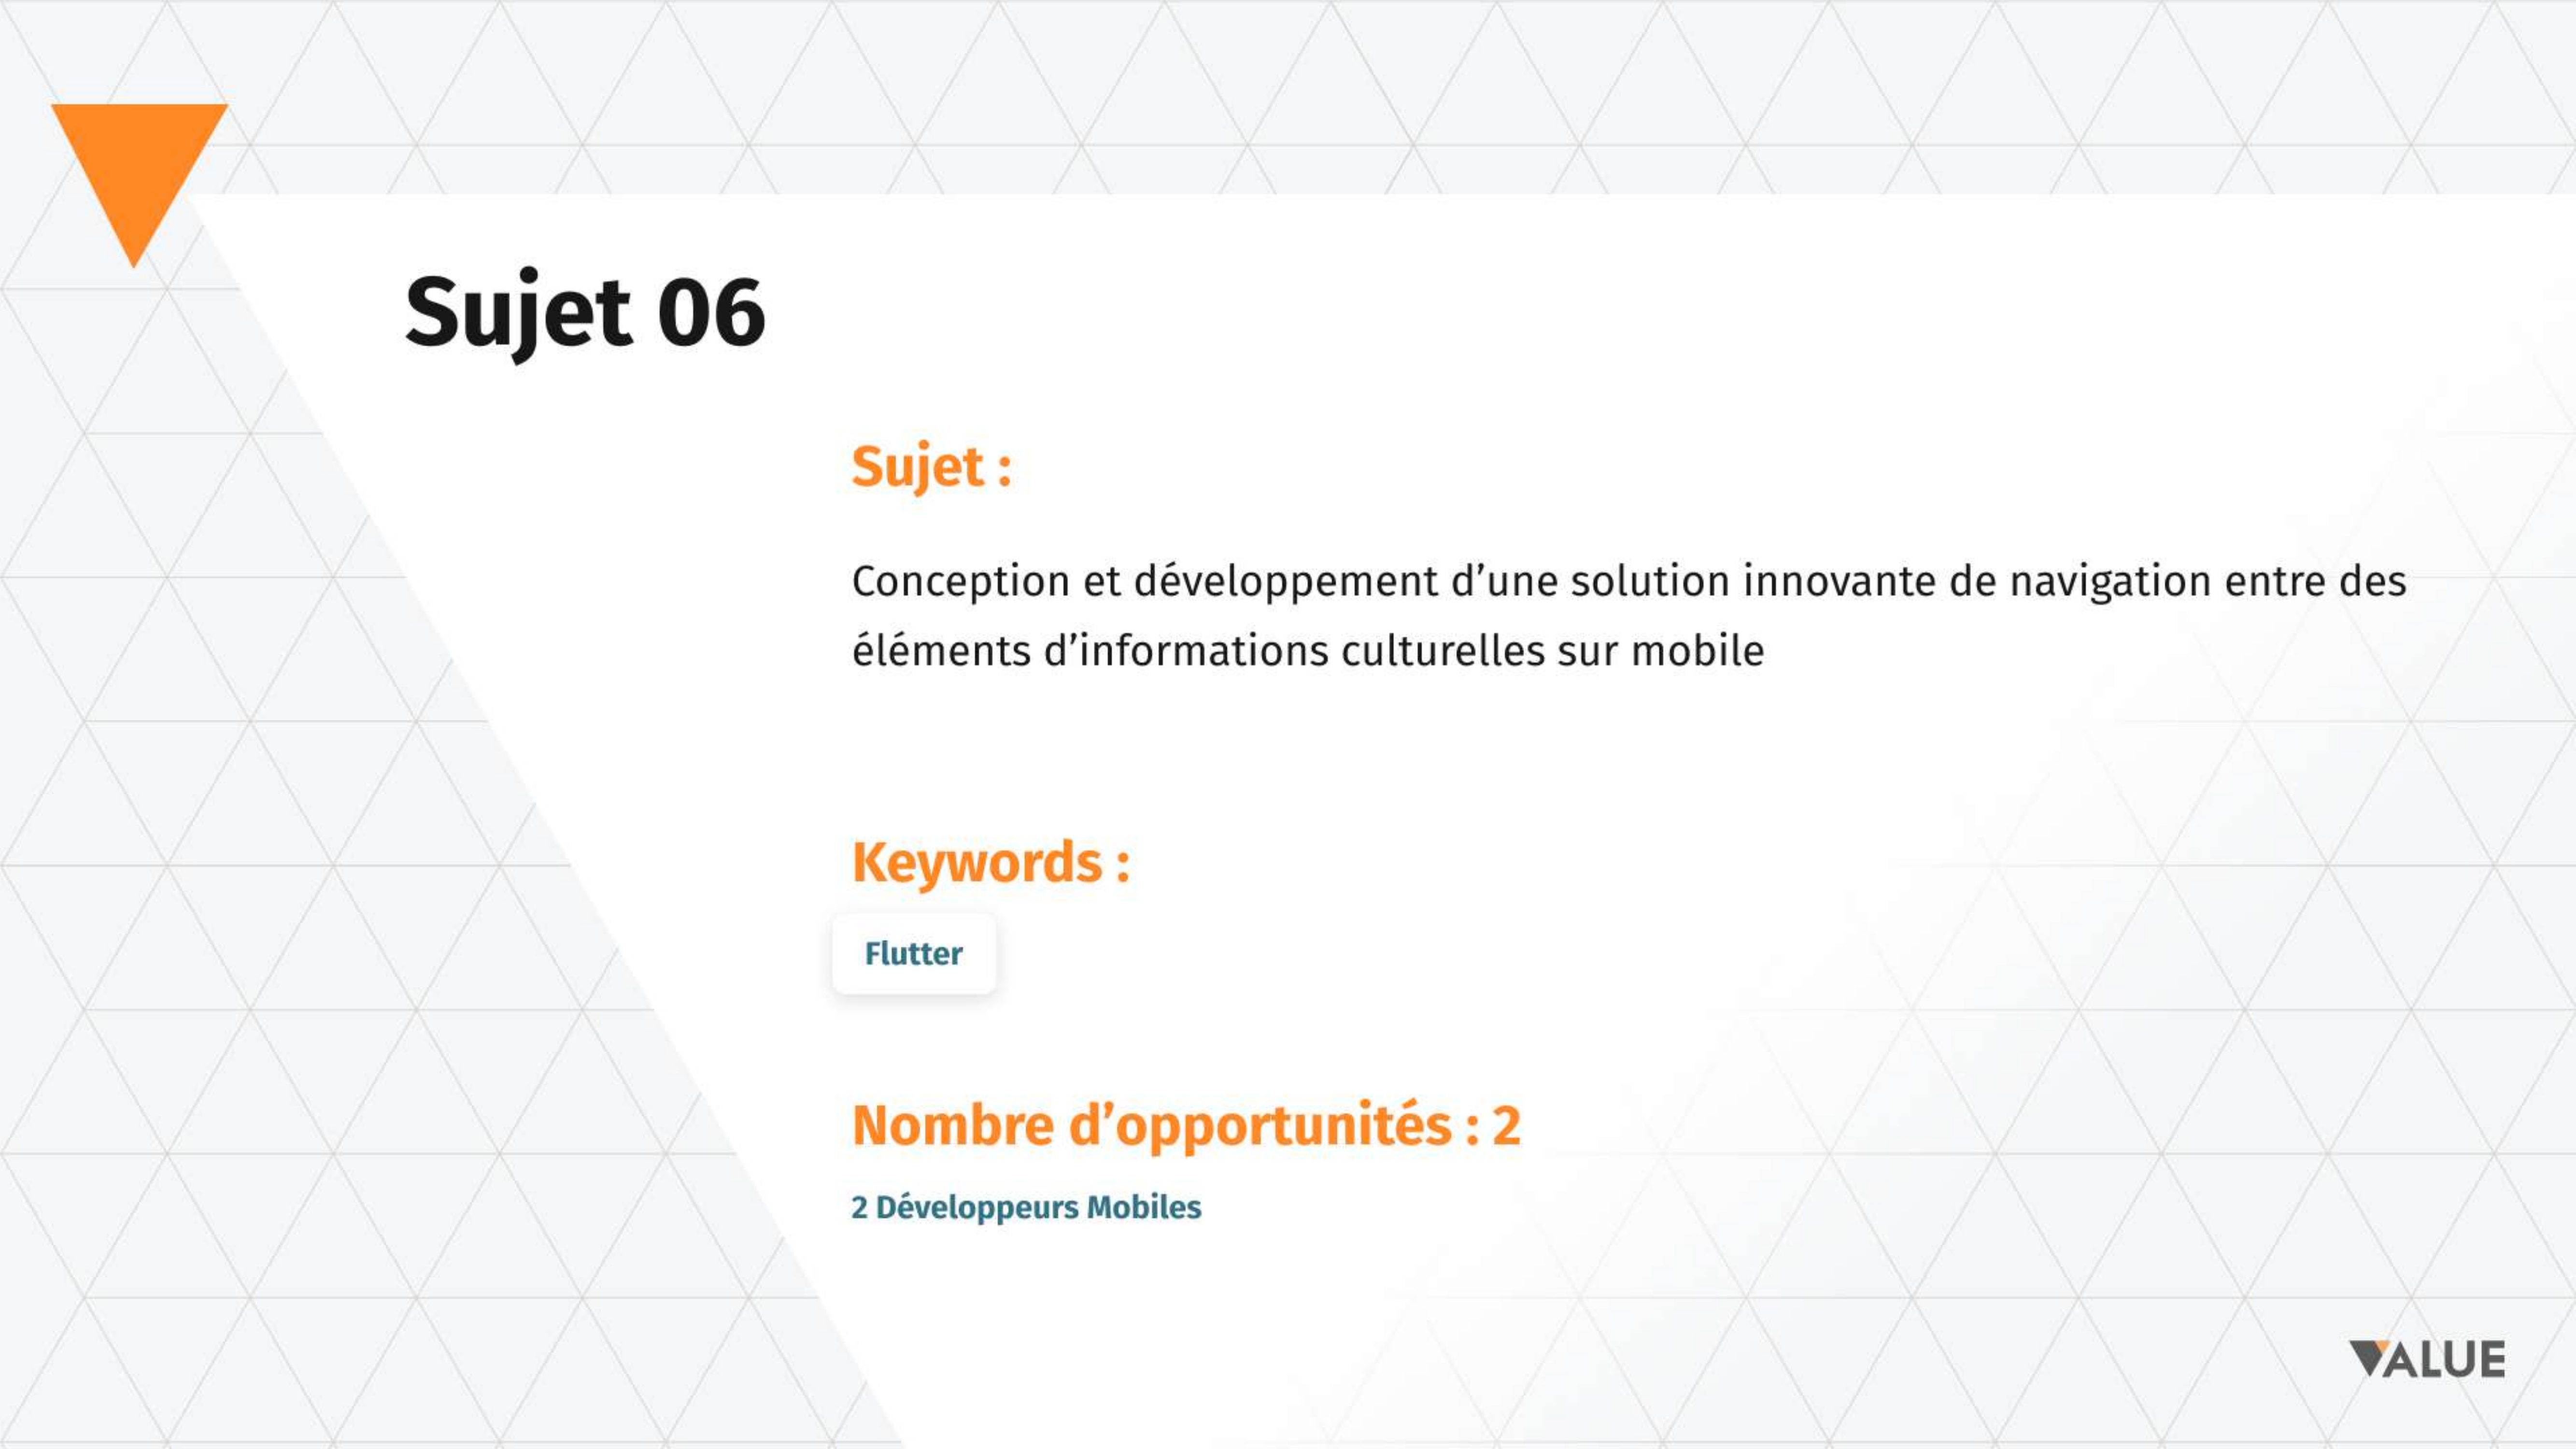 Sujet 06
Sujet :
Conception et développement d’une solution innovante de navigation entre des
éléments d’informations culturelles sur mobile
Keywords :
Flutter
Nombre d’opportunités : 2
2 Développeurs Mobiles
VALUE